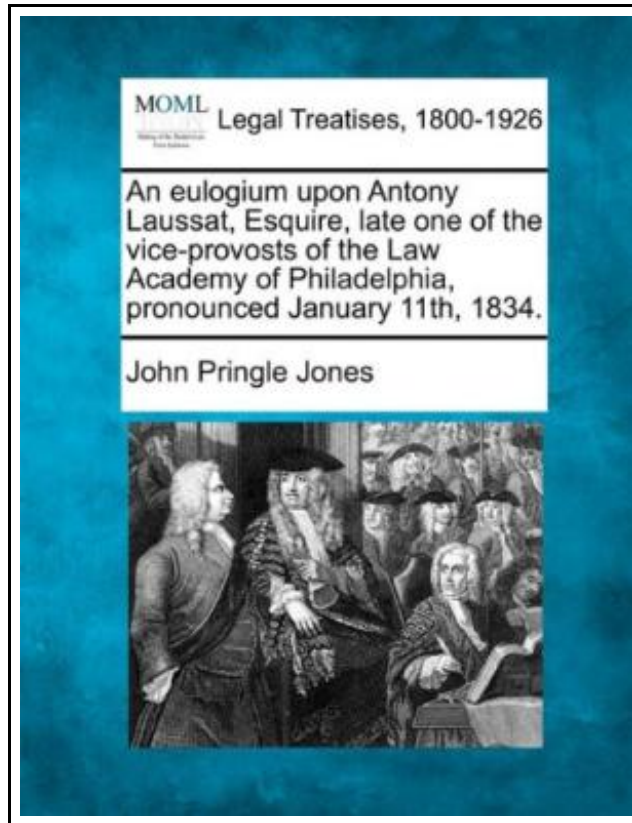 MOML
Legal Treatises, 1800-1926
An eulogium upon Antony
Laussat, Esquire, late one of the
vice-provosts of the Law
Academy of Philadelphia,
pronounced January 11th, 1834.
John Pringle Jones